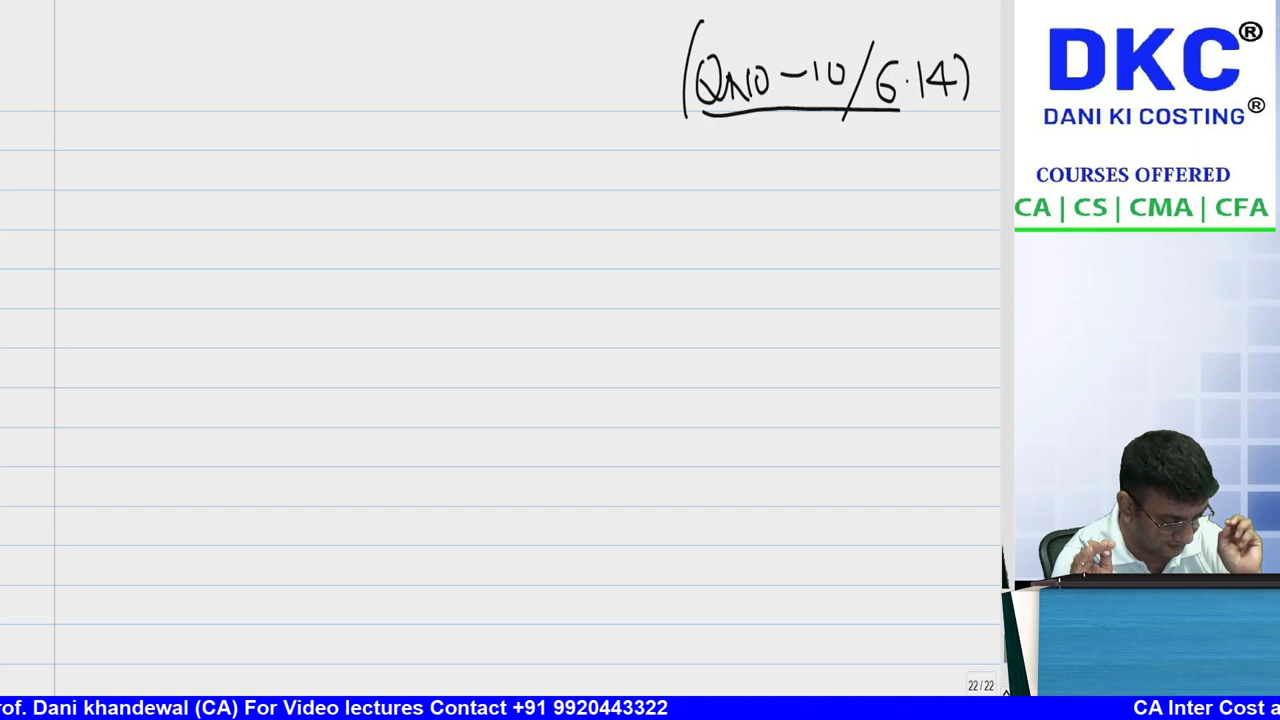 (QNo - 10/6.14)
DKC®
DANI KI COSTING®
COURSES OFFERED
CA | CS | CMA | CFA
22/22
rof. Dani khandewal (CA) For Video lectures Contact +91 9920443322 CA Inter Cost a